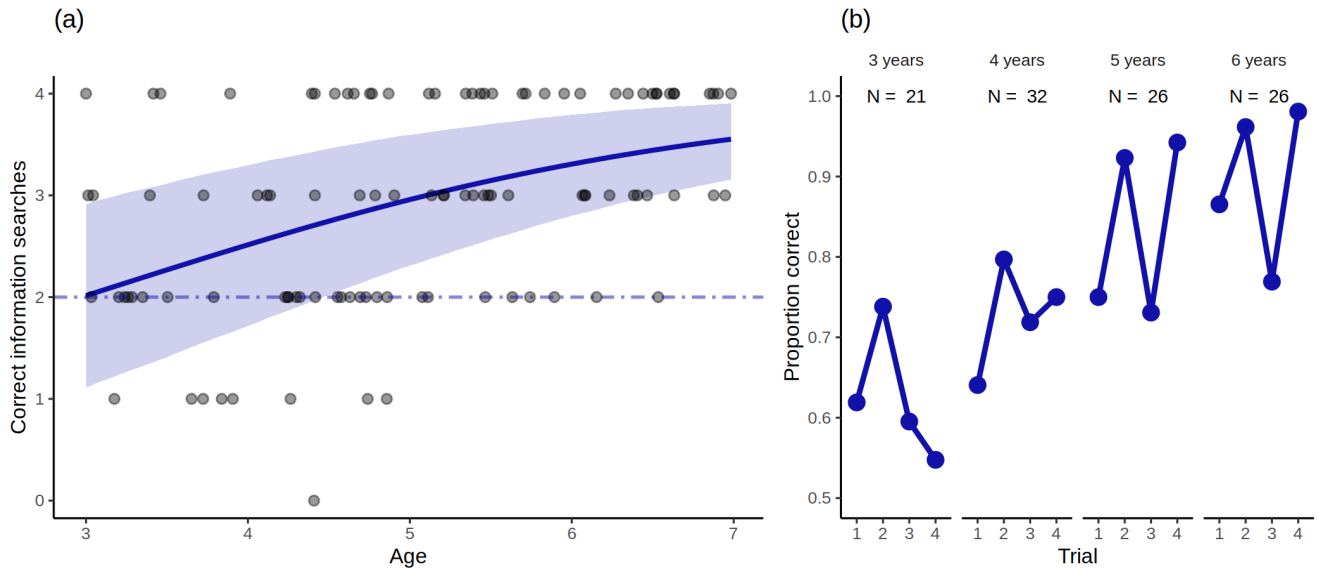 (a)
Correct information searches
4
3
2
1
0
3 4 5 6 7
Age
(b)
3 years 4 years 5 years 6 years
N = 21 N = 32 N = 26 N = 26
Proportion correct
1.0
0.9
0.8
0.7
0.6
0.5
1 2 3 4 1 2 3 4 1 2 3 4 1 2 3 4
Trial